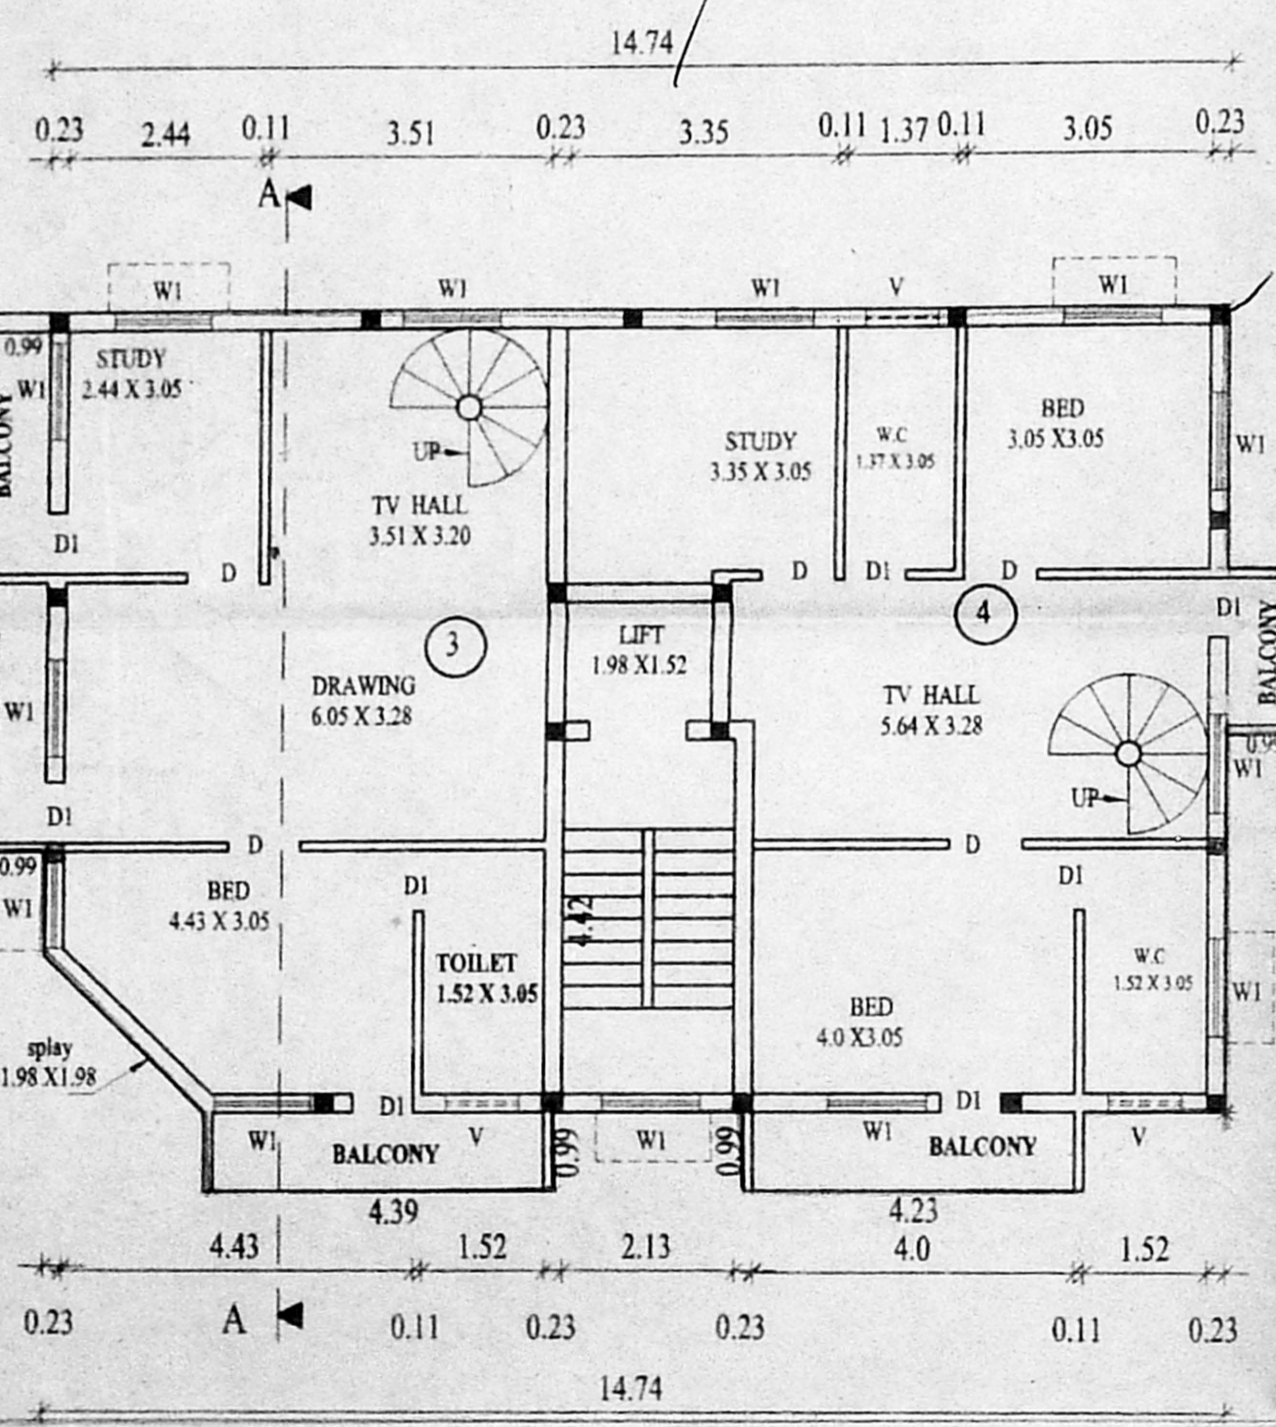 14.74
0.23 2.44 0.11 3.51 0.23 3.35 0.11 1.37 0.11 3.05 0.23
A
W1 W1 W1 V W1
0.99
STUDY
2.44 X 3.05
W1
BALCONY
UP
TV HALL
3.51 X 3.20
STUDY
3.35 X 3.05
W.C
1.37 X 3.05
BED
3.05 X3.05
W1
D1
D
D D1 D
3
LIFT
1.98 X1.52
4
D1
BALCONY
DRAWING
6.05 X 3.28
W1
TV HALL
5.64 X 3.28
UP
W1
D1
D
D
0.99
W1
BED
4.43 X 3.05
D1
TOILET
1.52 X 3.05
4.42
D1
BED
4.0 X3.05
W.C
1.52 X 3.05
W1
splay
1.98 X1.98
D1
D1
W1
BALCONY
V
0.99
W1
0.99
W1
BALCONY
V
4.39 4.23
4.43 1.52 2.13 4.0 1.52
0.23 A 0.11 0.23 0.23 0.11 0.23
14.74